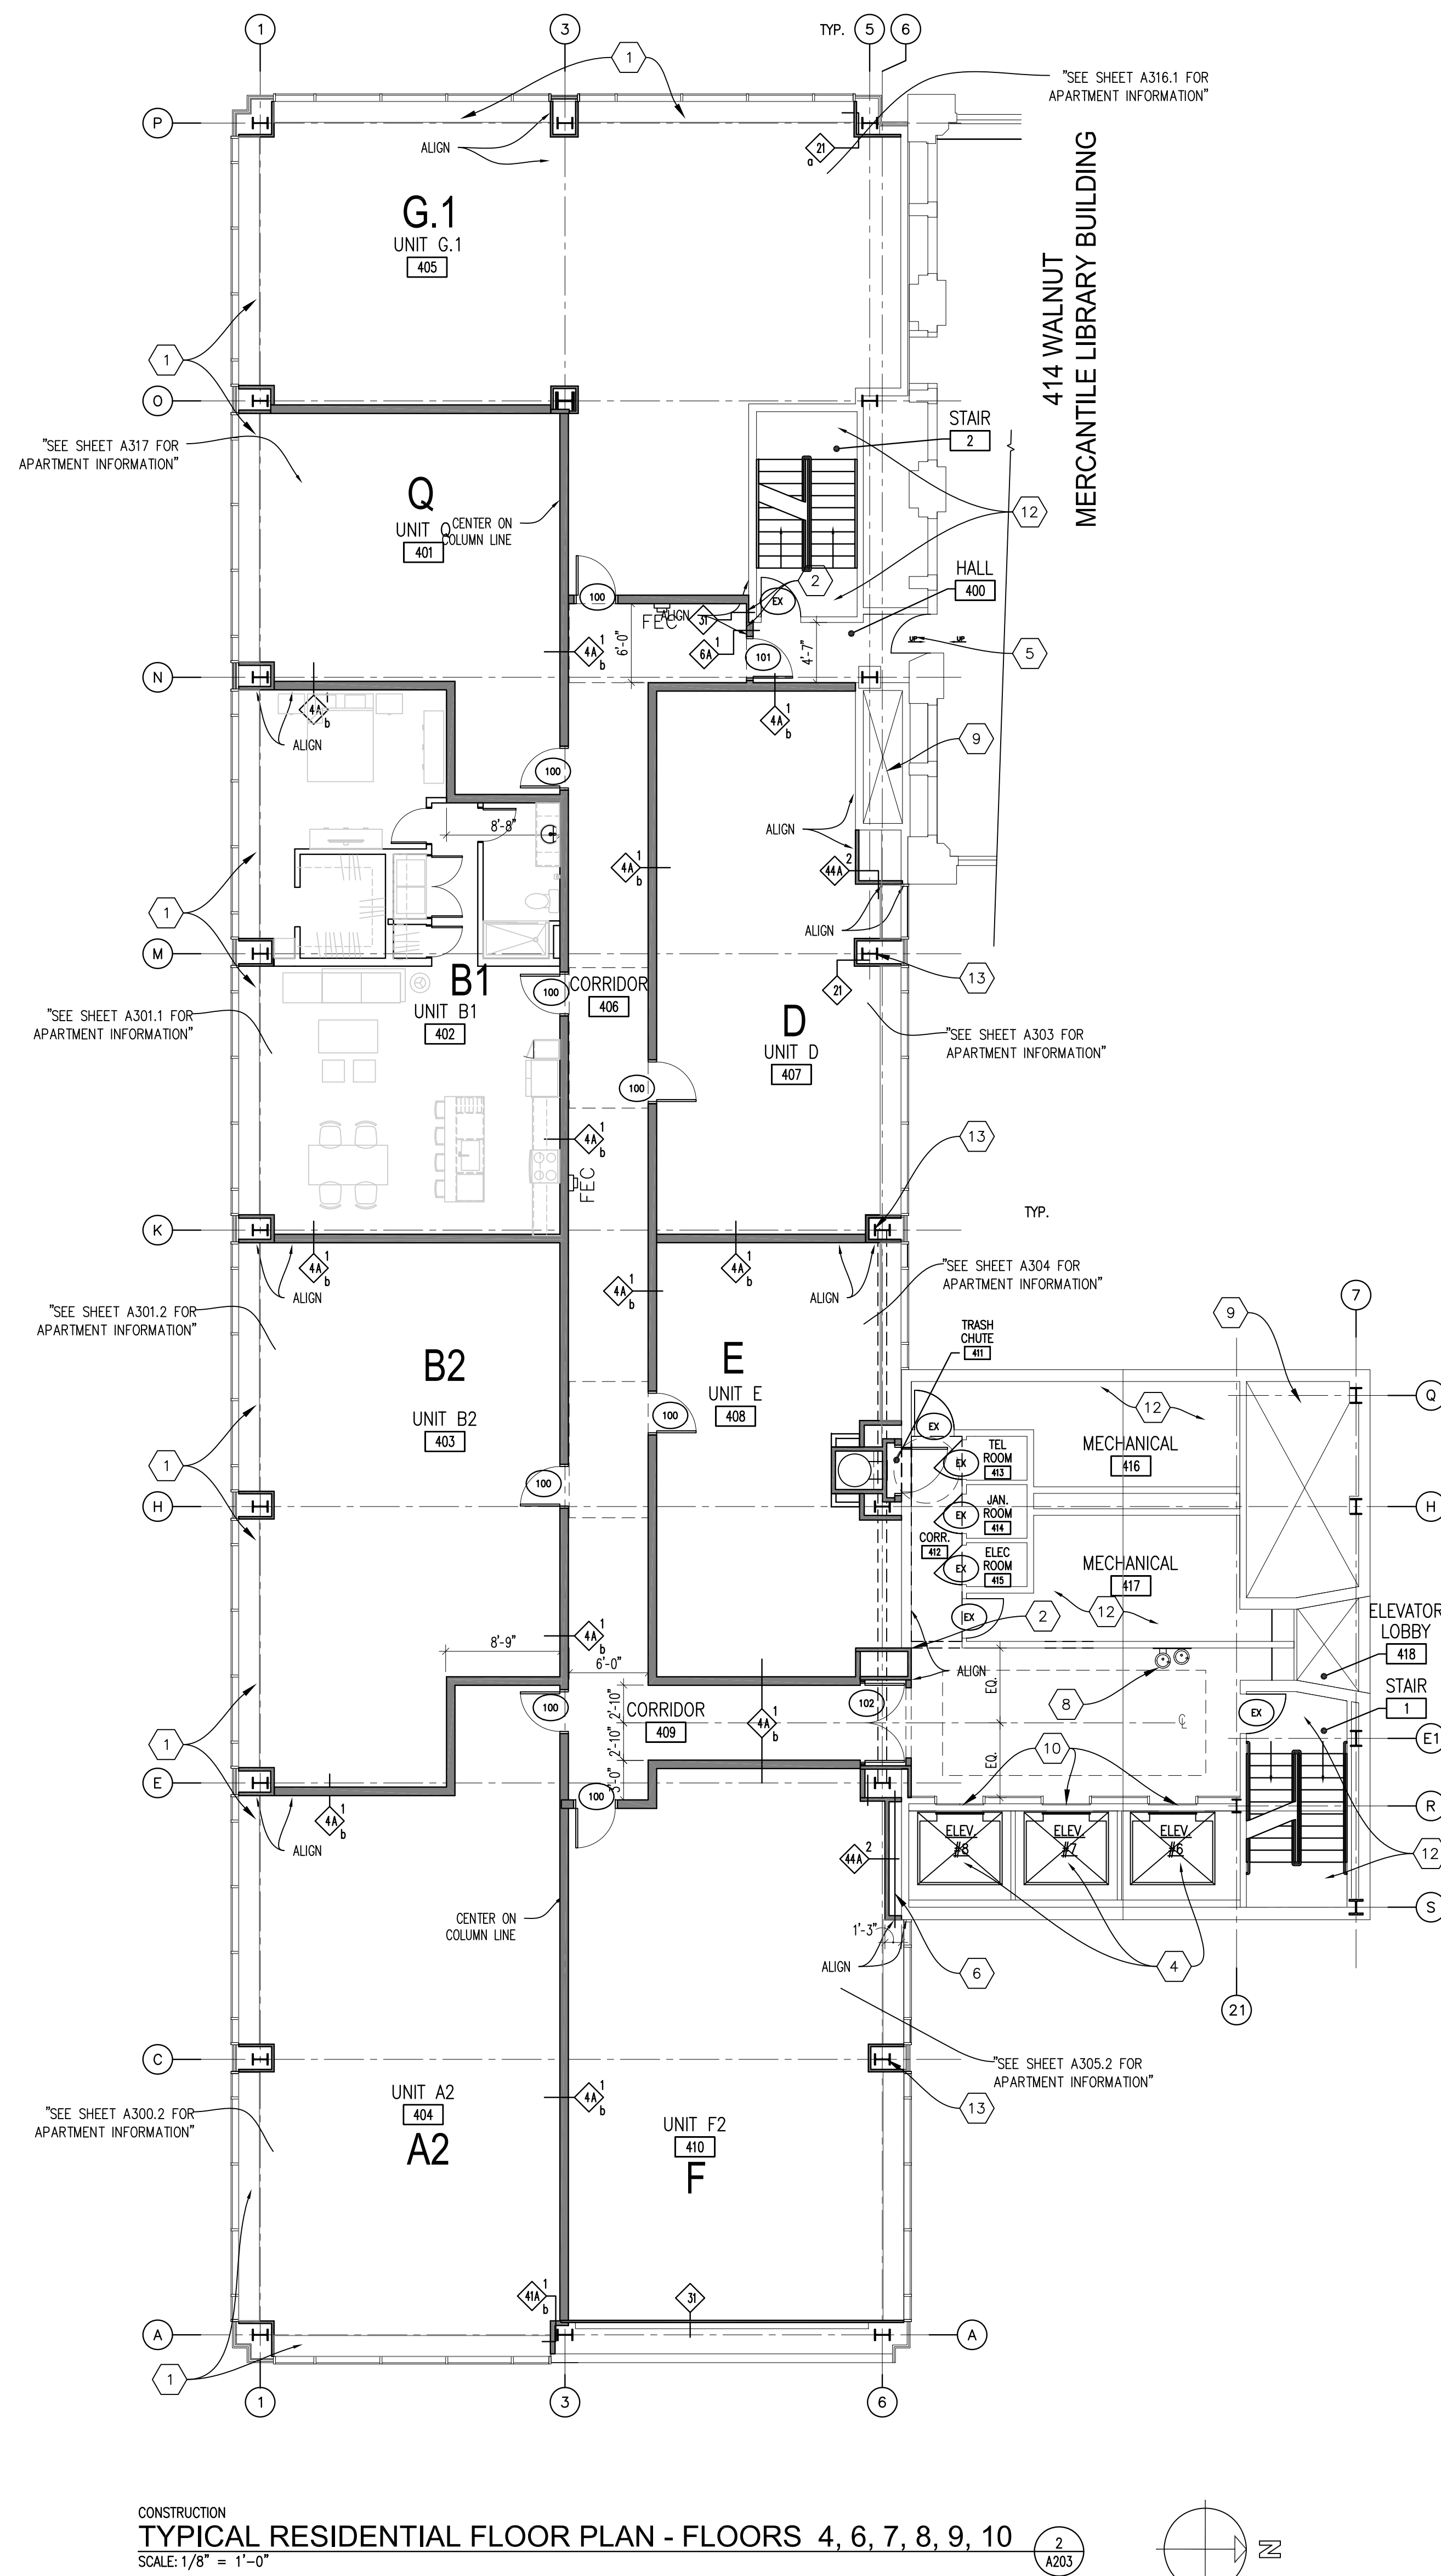 1
3
TYP.
5
6
1
"SEE SHEET A316.1 FOR
APARTMENT INFORMATION"
P
ALIGN
21
a
414 WALNUT
MERCANTILE LIBRARY BUILDING
G.1
UNIT G.1
405
1
O
STAIR
2
"SEE SHEET A317 FOR
APARTMENT INFORMATION"
Q
UNIT Q
401
CENTER ON
COLUMN LINE
12
2
HALL
400
100
EX
ALIGN
FEC
31
6'-0"
4'-7"
4A
1
b
6A
1
101
UP
UP
5
N
4A
1
b
ALIGN
4A
1
b
9
100
8'-8"
ALIGN
4A
1
b
44A
2
1
ALIGN
M
B1
UNIT B1
402
100
CORRIDOR
406
21
13
"SEE SHEET A301.1 FOR
APARTMENT INFORMATION"
D
UNIT D
407
"SEE SHEET A303 FOR
APARTMENT INFORMATION"
100
4A
1
b
13
FEC
K
TYP.
4A
1
b
ALIGN
4A
1
b
4A
1
b
ALIGN
"SEE SHEET A304 FOR
APARTMENT INFORMATION"
"SEE SHEET A301.2 FOR
APARTMENT INFORMATION"
7
9
TRASH
CHUTE
411
B2
UNIT B2
403
E
UNIT E
408
100
Q
12
EX
TEL
ROOM
413
EX
MECHANICAL
416
1
100
H
H
JAN.
ROOM
414
EX
CORR.
412
ELEC
ROOM
415
EX
MECHANICAL
417
12
EX
2
ELEVATOR
LOBBY
418
4A
1
b
8'-9"
6'-0"
ALIGN
EQ.
STAIR
1
100
CORRIDOR
409
2'-10"
2'-10"
4A
1
b
102
8
℄
EX
E1
1
EQ.
10
E
3'-0"
100
R
4A
1
b
ALIGN
44A
2
ELEV.
#8
ELEV.
#7
ELEV.
#6
12
S
CENTER ON
COLUMN LINE
1'-3"
ALIGN
6
4
21
C
"SEE SHEET A305.2 FOR
APARTMENT INFORMATION"
UNIT A2
404
A2
4A
1
b
13
"SEE SHEET A300.2 FOR
APARTMENT INFORMATION"
UNIT F2
410
F
41A
1
b
31
A
A
1
1
3
6
CONSTRUCTION
TYPICAL RESIDENTIAL FLOOR PLAN - FLOORS 4, 6, 7, 8, 9, 10
SCALE: 1/8" = 1'-0"
2
A203
N